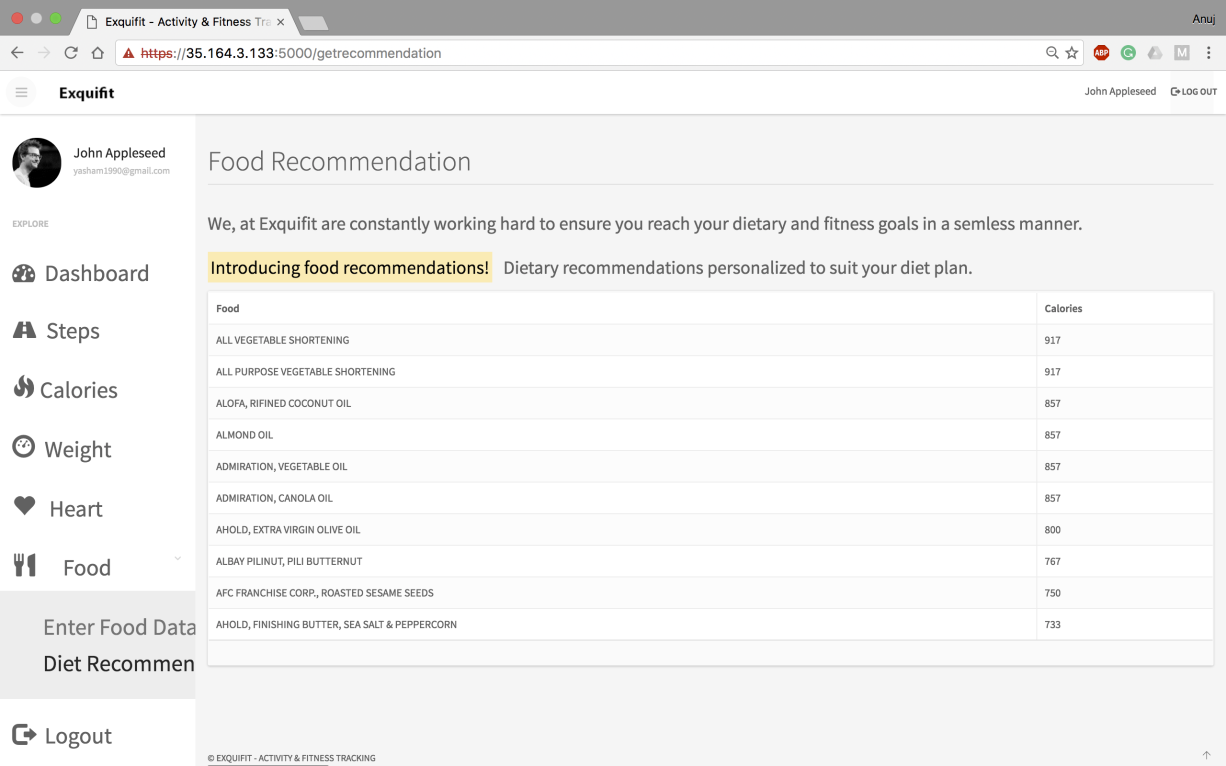 Exquifit - Activity & Fitness Tra
Anuj
https://35.164.3.133:5000/getrecommendation
ABP
G
M
Exquifit
John Appleseed
LOG OUT
John Appleseed
yasham1990@gmail.com
EXPLORE
Dashboard
Steps
Calories
Weight
Heart
Food
Enter Food Data
Diet Recommen
Logout
Food Recommendation
We, at Exquifit are constantly working hard to ensure you reach your dietary and fitness goals in a semless manner.
Introducing food recommendations! Dietary recommendations personalized to suit your diet plan.
Food Calories
ALL VEGETABLE SHORTENING 917
ALL PURPOSE VEGETABLE SHORTENING 917
ALOFA, RIFINED COCONUT OIL 857
ALMOND OIL 857
ADMIRATION, VEGETABLE OIL 857
ADMIRATION, CANOLA OIL 857
AHOLD, EXTRA VIRGIN OLIVE OIL 800
ALBAY PILINUT, PILI BUTTERNUT 767
AFC FRANCHISE CORP., ROASTED SESAME SEEDS 750
AHOLD, FINISHING BUTTER, SEA SALT & PEPPERCORN 733
© EXQUIFIT - ACTIVITY & FITNESS TRACKING